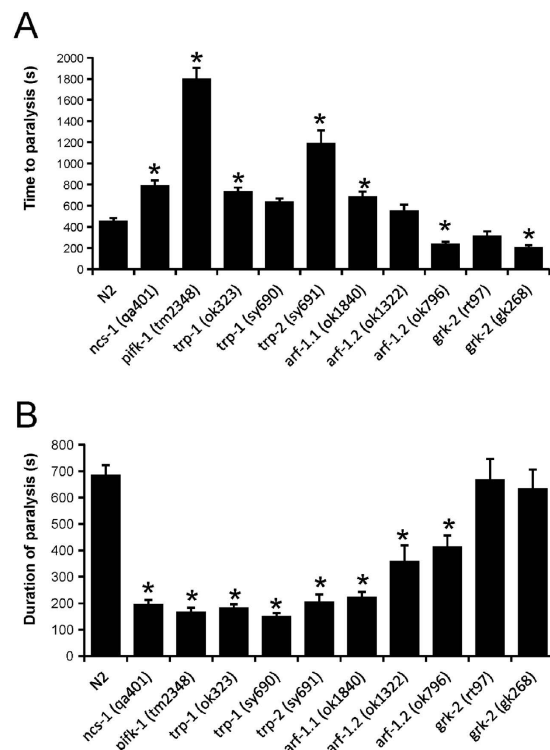 A
Time to paralysis (s)
2000
1800
1600
1400
1200
1000
800
600
400
200
0
* * * * * * *
N2
ncs-1 (qa401)
pifk-1 (tm2348)
trp-1 (ok323)
trp-1 (sy690)
trp-2 (sy691)
arf-1.1 (ok1840)
arf-1.2 (ok1322)
arf-1.2 (ok796)
grk-2 (rt97)
grk-2 (gk268)
B
Duration of paralysis (s)
800
700
600
500
400
300
200
100
0
* * * * * * * *
N2
ncs-1 (qa401)
pifk-1 (tm2348)
trp-1 (ok323)
trp-1 (sy690)
trp-2 (sy691)
arf-1.1 (ok1840)
arf-1.2 (ok1322)
arf-1.2 (ok796)
grk-2 (rt97)
grk-2 (gk268)